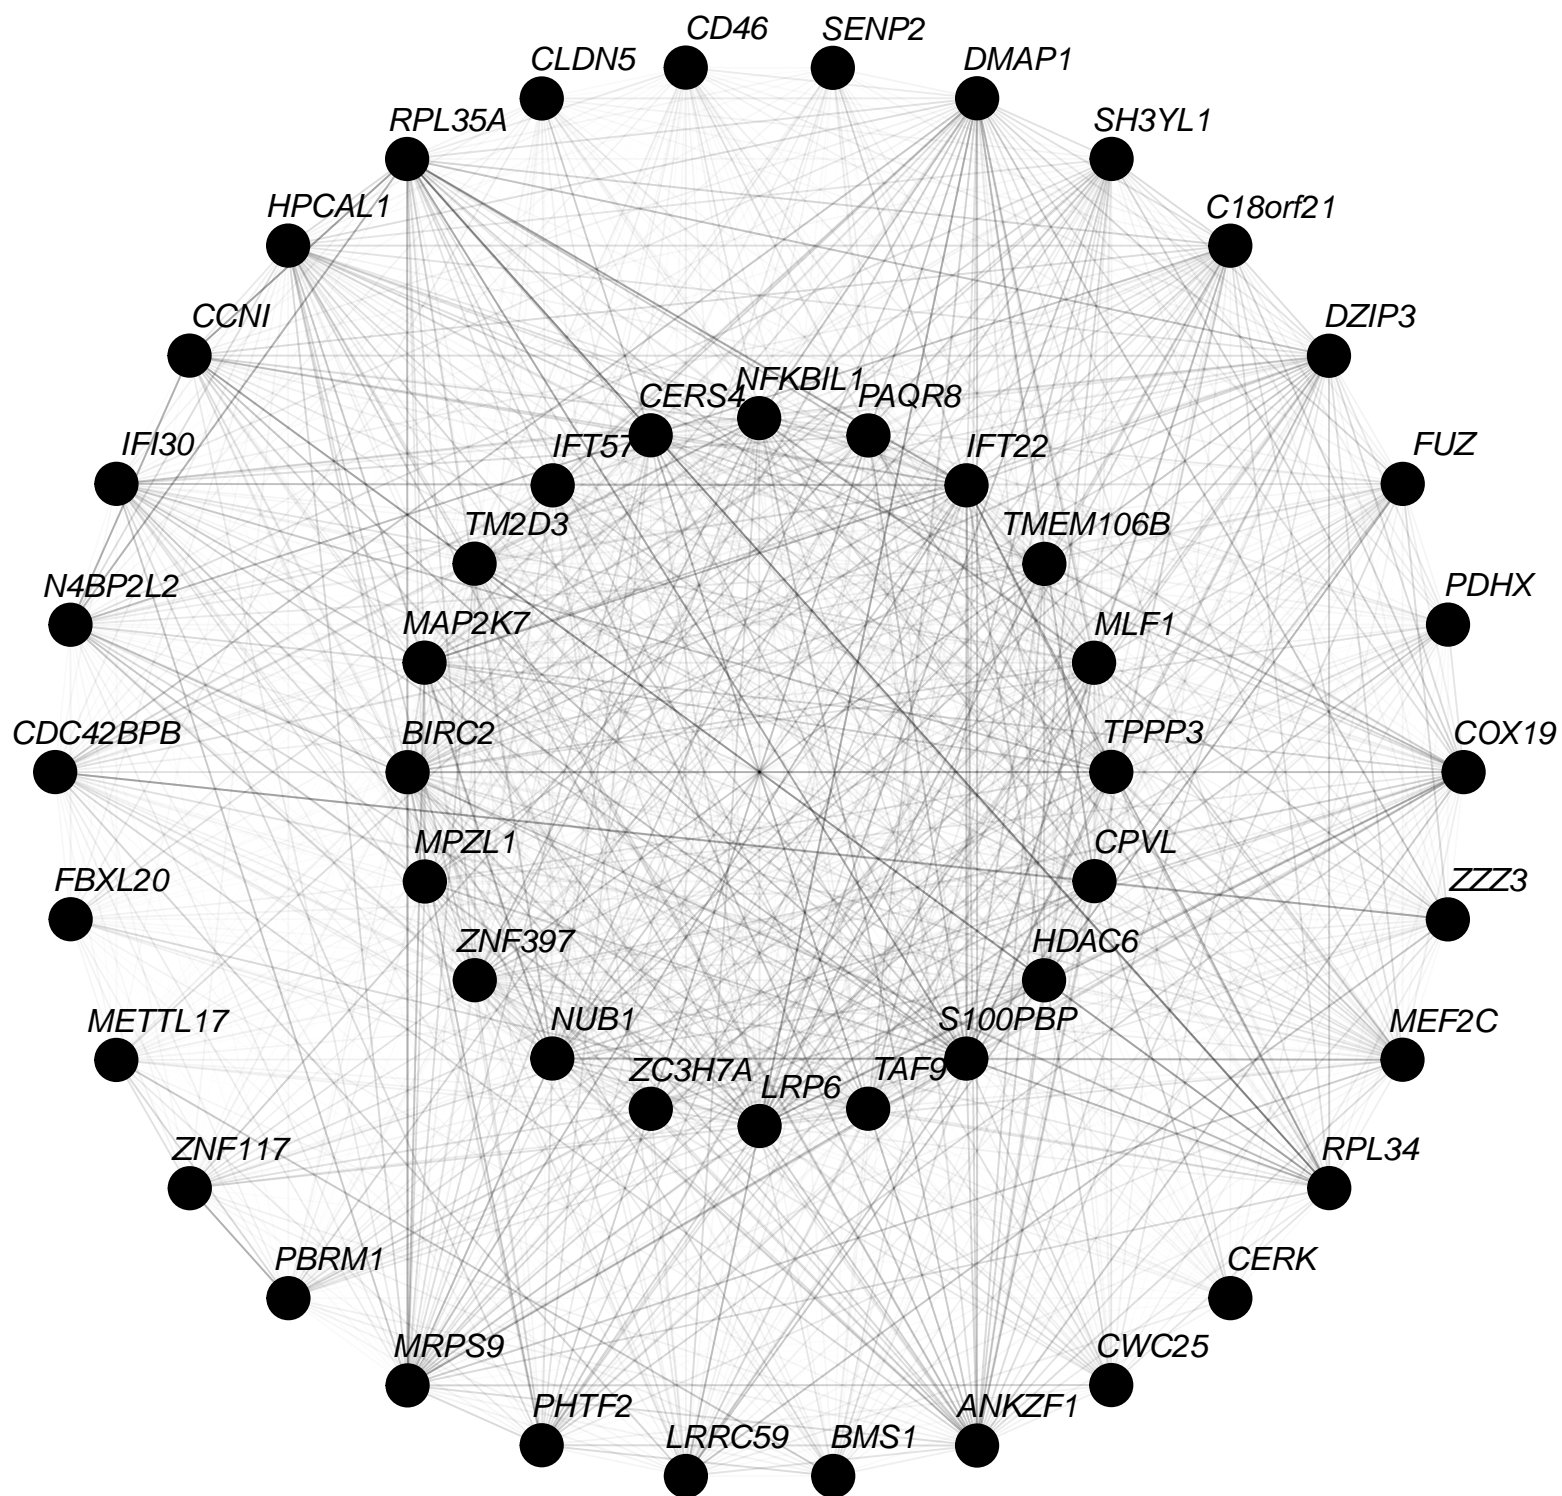 CD46
SENP2
CLDN5
DMAP1
RPL35A
SH3YL1
HPCAL1
C18orf21
CCNI
DZIP3
NFKBIL1
CERS4
PAQR8
IFI30
IFT57
IFT22
FUZ
TM2D3
TMEM106B
N4BP2L2
PDHX
MAP2K7
MLF1
CDC42BPB
BIRC2
TPPP3
COX19
MPZL1
CPVL
FBXL20
ZZZ3
ZNF397
HDAC6
METTL17
NUB1
S100PBP
MEF2C
ZC3H7A
LRP6
TAF9
ZNF117
RPL34
PBRM1
CERK
MRPS9
CWC25
PHTF2
ANKZF1
LRRC59
BMS1